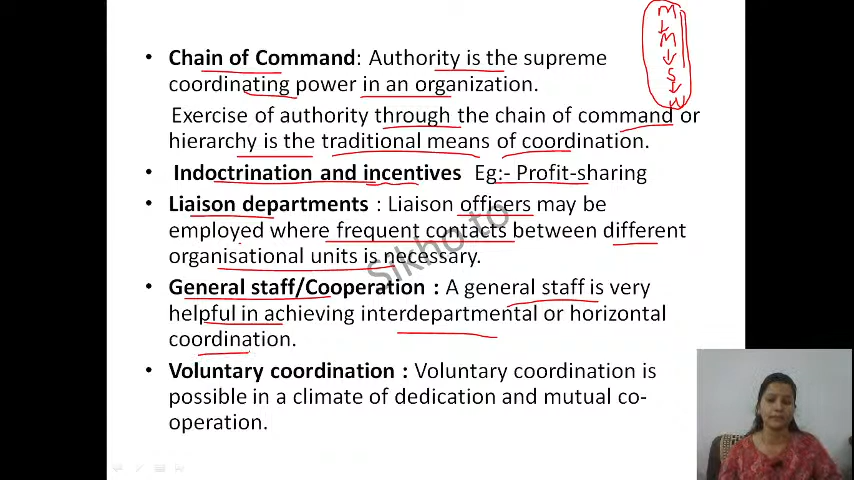 M
M
S
W
• Chain of Command: Authority is the supreme
coordinating power in an organization.
Exercise of authority through the chain of command or
hierarchy is the traditional means of coordination.
• Indoctrination and incentives Eg:- Profit-sharing
• Liaison departments : Liaison officers may be
employed where frequent contacts between different
organisational units is necessary.
• General staff/Cooperation : A general staff is very
helpful in achieving interdepartmental or horizontal
coordination.
• Voluntary coordination : Voluntary coordination is
possible in a climate of dedication and mutual co-
operation.
Sikho to